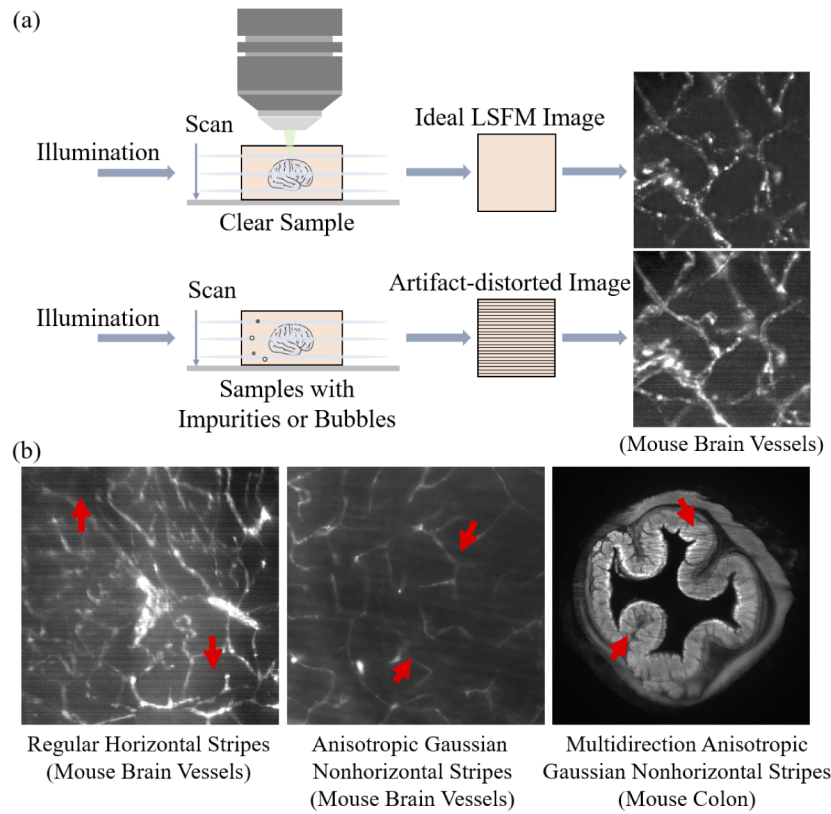 (a)
Scan
Illumination
Clear Sample
Ideal LSFM Image
Scan
Illumination
Samples with
Impurities or Bubbles
Artifact-distorted Image
(Mouse Brain Vessels)
(b)
Regular Horizontal Stripes
(Mouse Brain Vessels)
Anisotropic Gaussian
Nonhorizontal Stripes
(Mouse Brain Vessels)
Multidirection Anisotropic
Gaussian Nonhorizontal Stripes
(Mouse Colon)